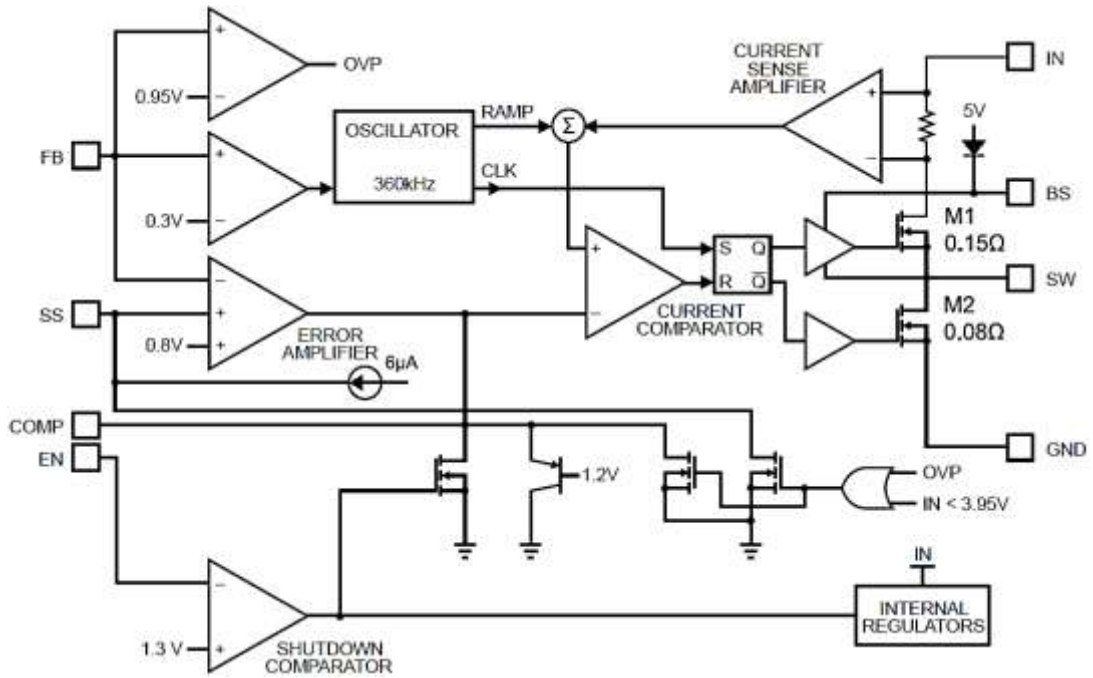 OVP
0.95V
CURRENT
SENSE
AMPLIFIER
IN
5V
FB
OSCILLATOR
360kHz
RAMP
Σ
CLK
0.3V
BS
M1
0.15Ω
SW
S Q
R Q̅
CURRENT
COMPARATOR
M2
0.08Ω
SS
0.8V
ERROR
AMPLIFIER
6µA
COMP
EN
1.2V
GND
OVP
IN < 3.95V
IN
INTERNAL
REGULATORS
1.3 V
SHUTDOWN
COMPARATOR